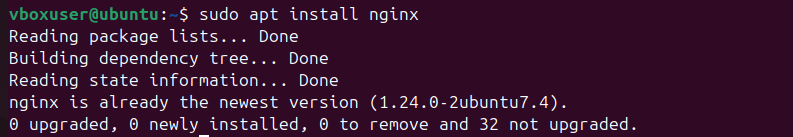 vboxuser@ubuntu:~$ sudo apt install nginx
Reading package lists... Done
Building dependency tree... Done
Reading state information... Done
nginx is already the newest version (1.24.0-2ubuntu7.4).
0 upgraded, 0 newly installed, 0 to remove and 32 not upgraded.